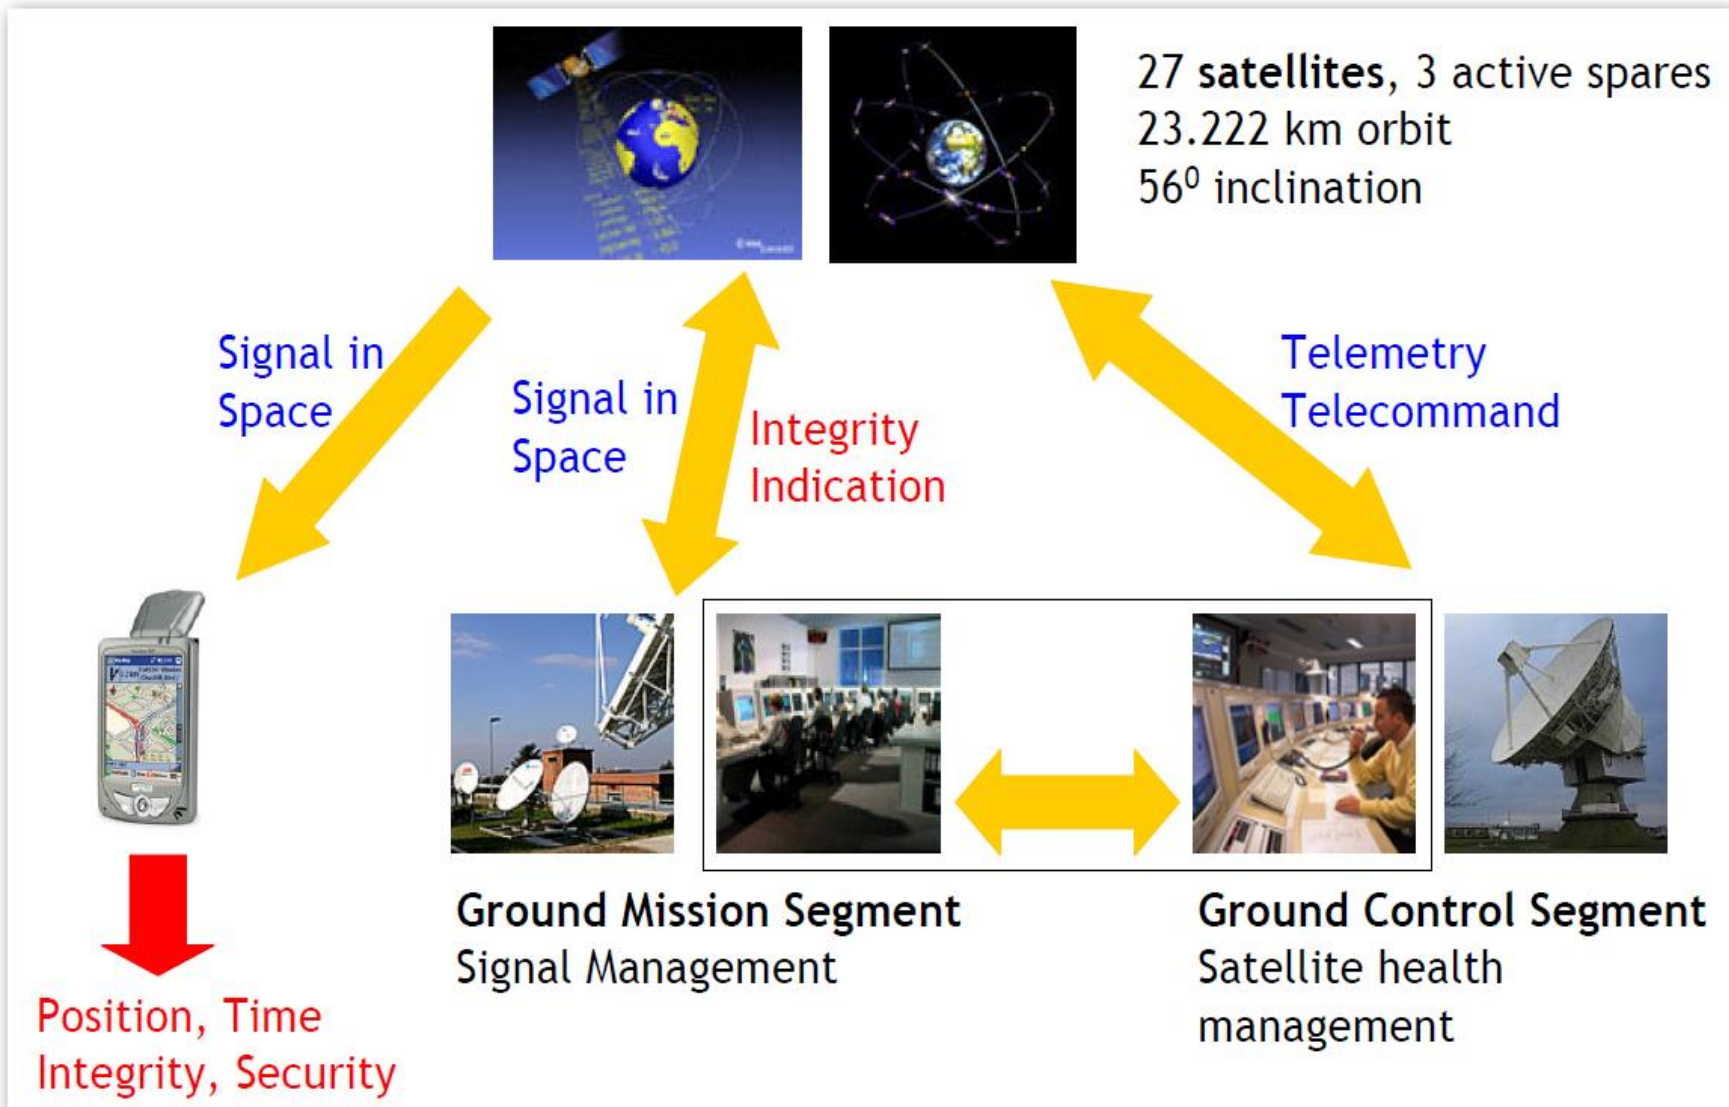 27 satellites, 3 active spares
23.222 km orbit
56⁰ inclination
Signal in
Space
Signal in
Space
Integrity
Indication
Telemetry
Telecommand
Ground Mission Segment
Signal Management
Ground Control Segment
Satellite health
management
Position, Time
Integrity, Security